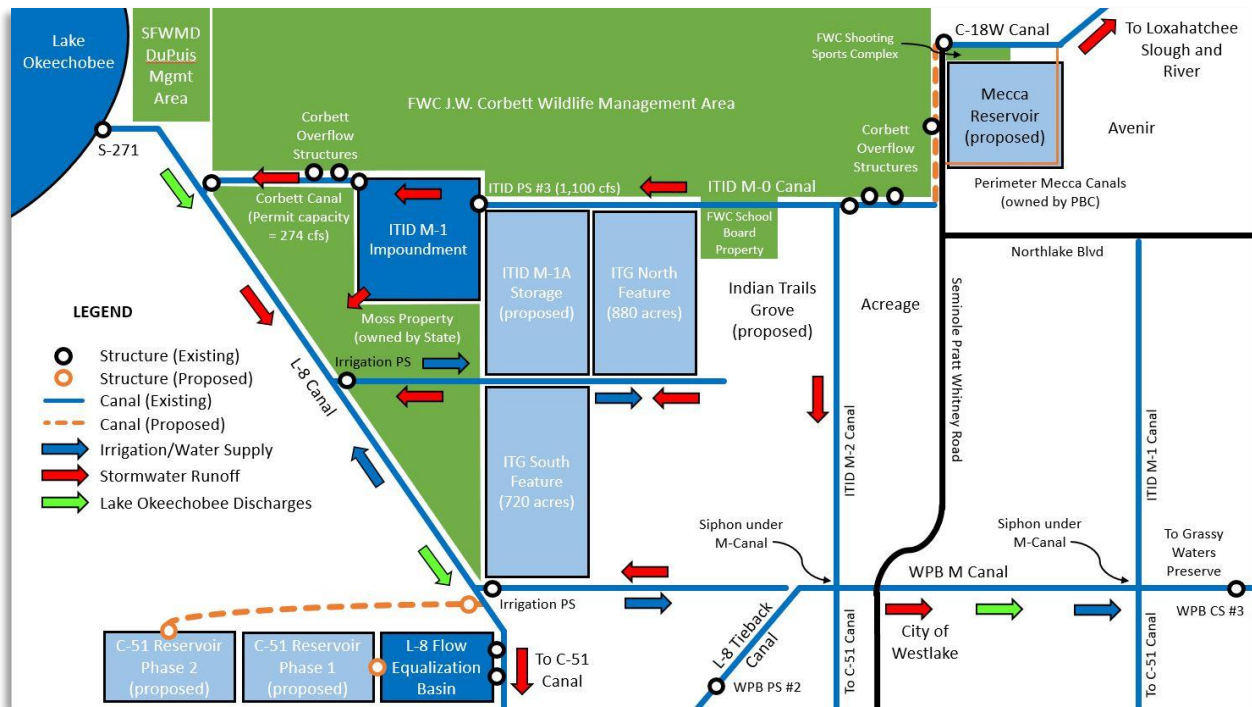 Lake
Okeechobee
SFWMD
DuPuis
Mgmt
Area
S-271
FWC J.W. Corbett Wildlife Management Area
FWC Shooting
Sports Complex
C-18W Canal
To Loxahatchee
Slough and
River
Mecca
Reservoir
(proposed)
Avenir
Corbett
Overflow
Structures
Corbett
Overflow
Structures
Perimeter Mecca Canals
(owned by PBC)
Corbett Canal
(Permit capacity
= 274 cfs)
ITID M-1
Impoundment
ITID PS #3 (1,100 cfs)
ITID M-0 Canal
FWC School
Board
Property
ITID M-1A
Storage
(proposed)
ITG North
Feature
(880 acres)
Indian Trails
Grove
(proposed)
Acreage
Northlake Blvd
Seminole Pratt Whitney Road
ITID M-1 Canal
ITID M-2 Canal
Moss Property
(owned by State)
Irrigation PS
L-8 Canal
LEGEND
Structure (Existing)
Structure (Proposed)
Canal (Existing)
Canal (Proposed)
Irrigation/Water Supply
Stormwater Runoff
Lake Okeechobee Discharges
ITG South
Feature
(720 acres)
Siphon under
M-Canal
Siphon under
M-Canal
To Grassy
Waters
Preserve
WPB M Canal
WPB CS #3
Irrigation PS
C-51 Reservoir
Phase 2
(proposed)
C-51 Reservoir
Phase 1
(proposed)
L-8 Flow
Equalization
Basin
To C-51
Canal
L-8 Tieback
Canal
WPB PS #2
To C-51 Canal
City of
Westlake
To C-51 Canal